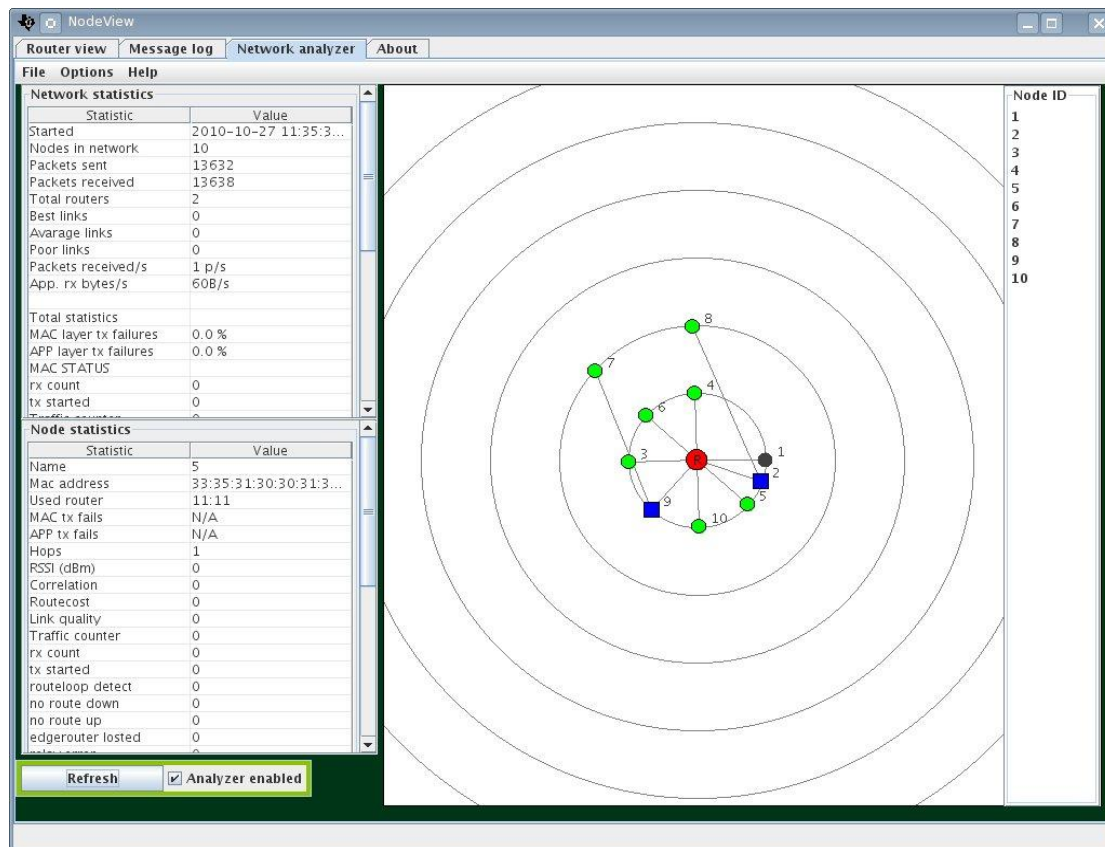 NodeView
Router view Message log Network analyzer About
File Options Help
Network statistics
Statistic Value
Started 2010-10-27 11:35:3...
Nodes in network 10
Packets sent 13632
Packets received 13638
Total routers 2
Best links 0
Avarage links 0
Poor links 0
Packets received/s 1 p/s
App. rx bytes/s 60B/s
Total statistics
MAC layer tx failures 0.0 %
APP layer tx failures 0.0 %
MAC STATUS
rx count 0
tx started 0
Traffic counter 0
Node statistics
Statistic Value
Name 5
Mac address 33:35:31:30:30:31:3...
Used router 11:11
MAC tx fails N/A
APP tx fails N/A
Hops 1
RSSI (dBm) 0
Correlation 0
Routecost 0
Link quality 0
Traffic counter 0
rx count 0
tx started 0
routeloop detect 0
no route down 0
no route up 0
edgerouter losted 0
Refresh Analyzer enabled
8
7
4
6
3
R
1
2
9
5
10
Node ID
1
2
3
4
5
6
7
8
9
10